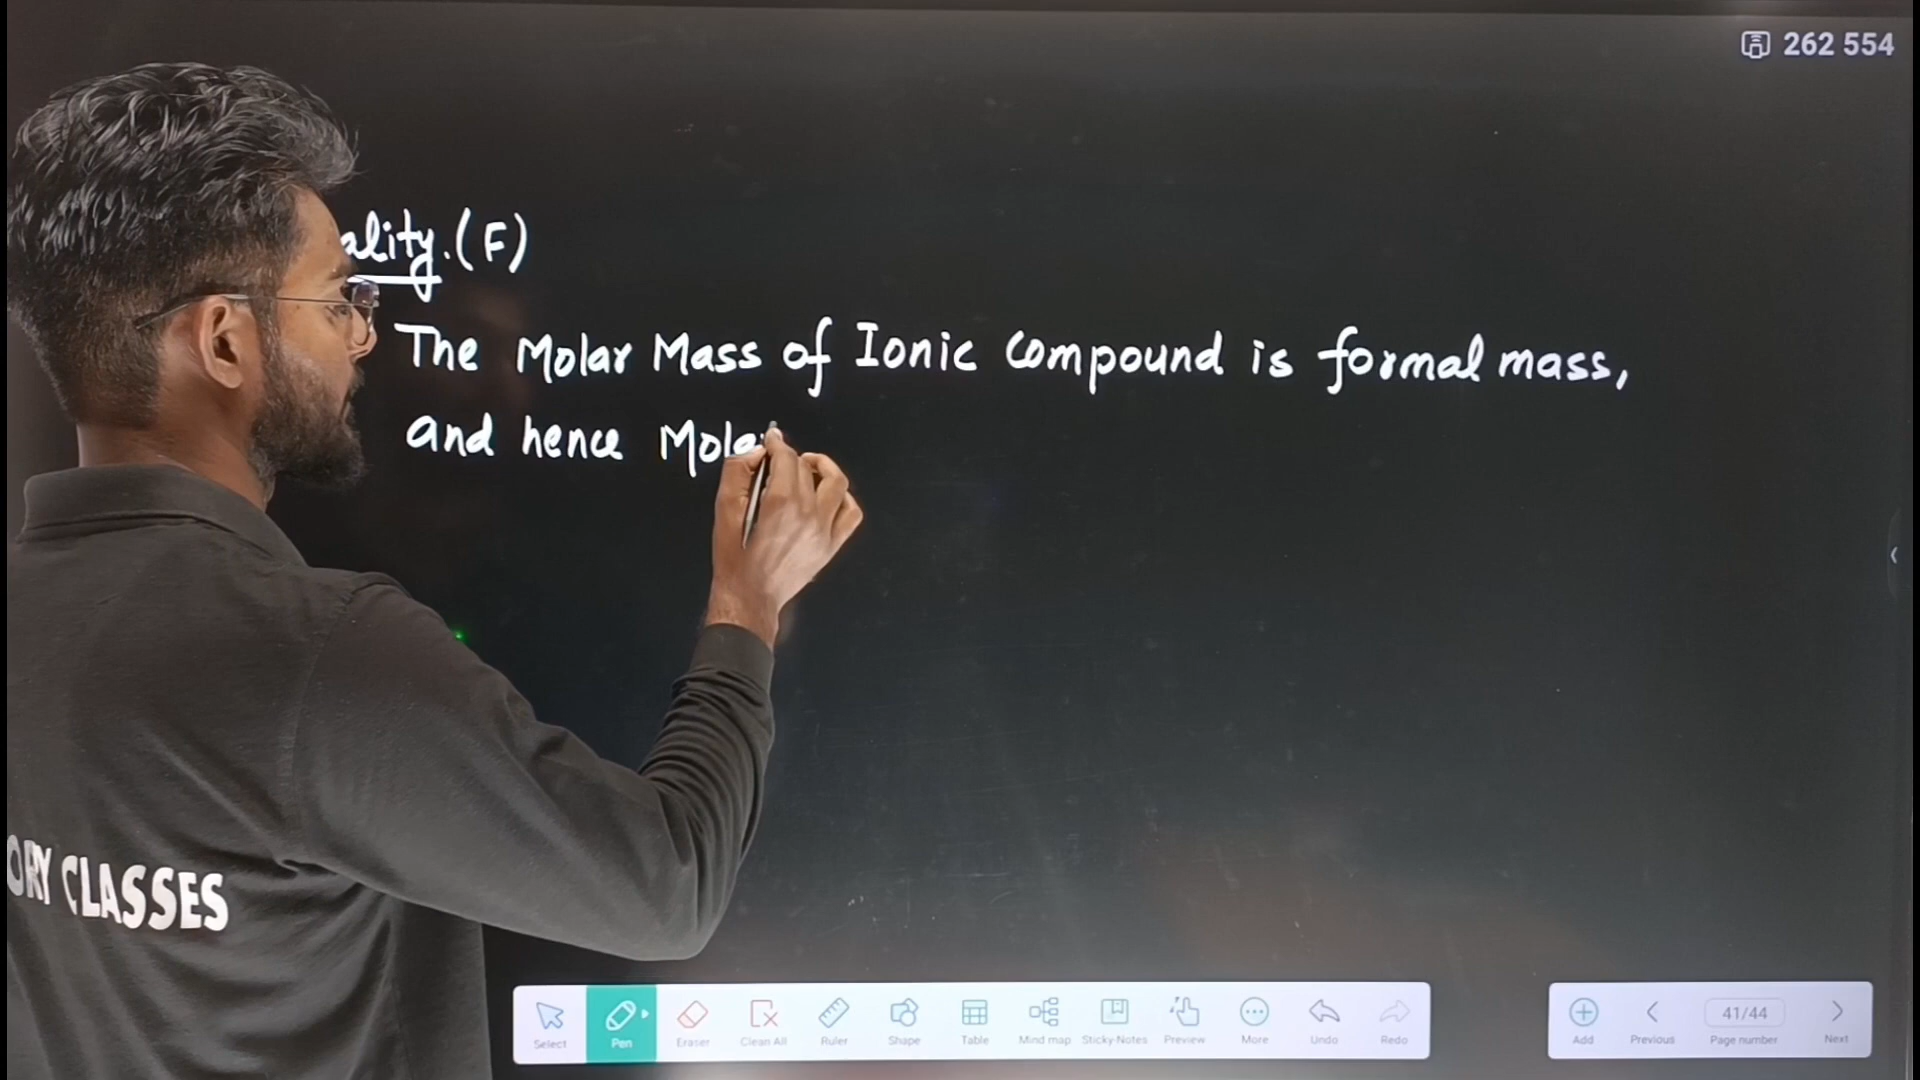 262 554
ality.(F)
The Molar Mass of Ionic Compound is formal mass,
and hence Molar
ORY CLASSES
Select Pen Eraser Clean All Ruler Shape Table Mind map Sticky-Notes Preview More Undo Redo
Add Previous 41/44 Page number Next